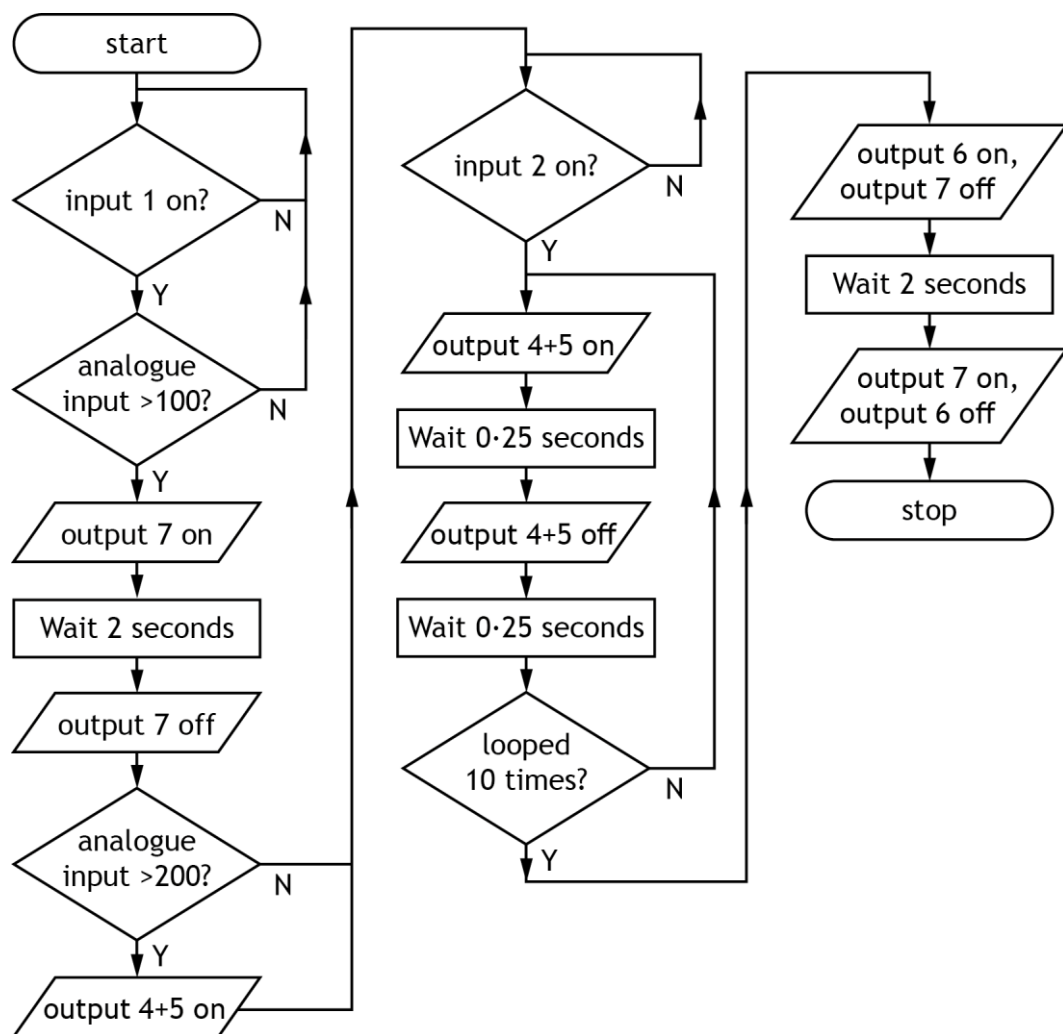 start
input 1 on?
N
Y
analogue
input >100?
N
Y
output 7 on
Wait 2 seconds
output 7 off
analogue
input >200?
N
Y
output 4+5 on
input 2 on?
N
Y
output 4+5 on
Wait 0·25 seconds
output 4+5 off
Wait 0·25 seconds
looped
10 times?
N
Y
output 6 on,
output 7 off
Wait 2 seconds
output 7 on,
output 6 off
stop